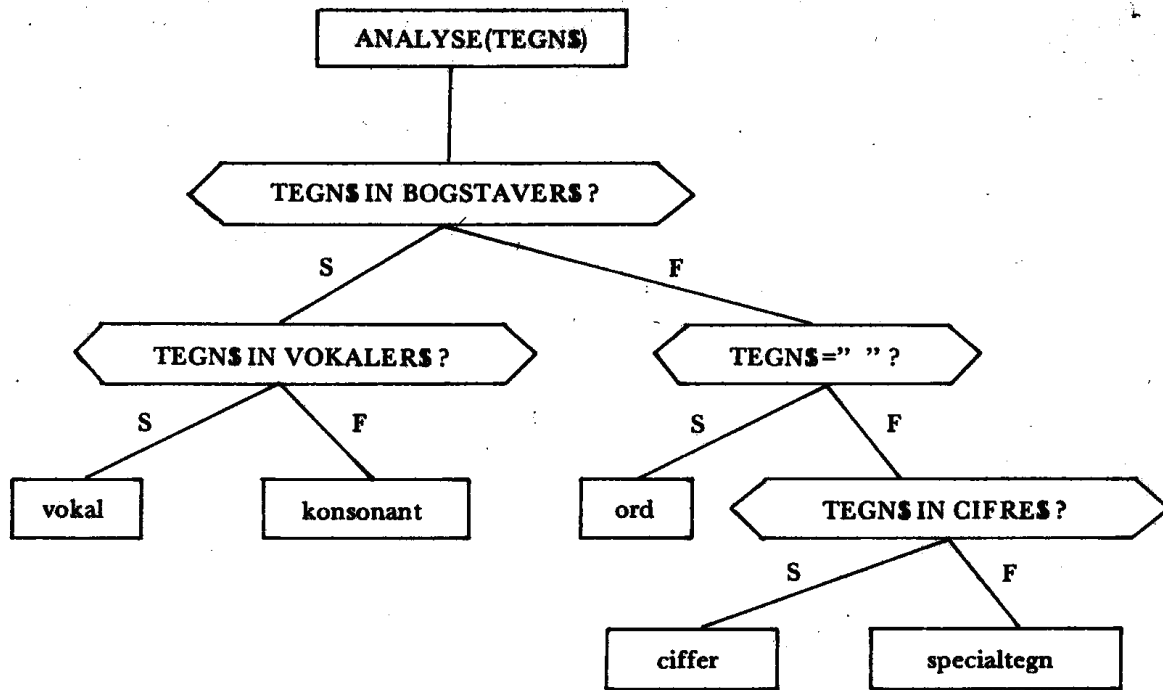 ANALYSE(TEGN$)
TEGN$ IN BOGSTAVER$ ?
S
F
TEGN$ IN VOKALER$ ?
TEGN$ =” ” ?
S
F
S
F
vokal
konsonant
ord
TEGN$ IN CIFRE$ ?
S
F
ciffer
specialtegn